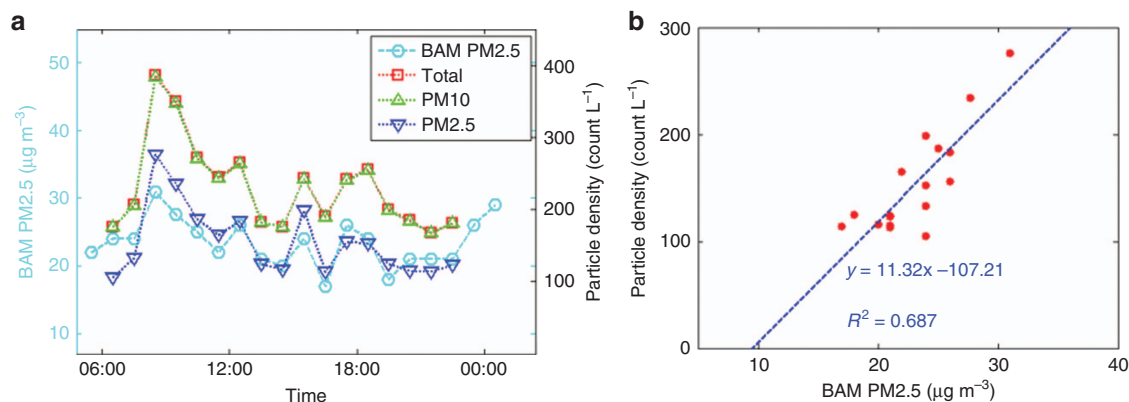 a
BAM PM2.5 (μg m⁻³)
50
40
30
20
10
BAM PM2.5
Total
PM10
PM2.5
400
300
200
100
Particle density (count L⁻¹)
06:00 12:00 18:00 00:00
Time
b
Particle density (count L⁻¹)
300
200
100
0
y = 11.32x –107.21
R² = 0.687
10 20 30 40
BAM PM2.5 (μg m⁻³)